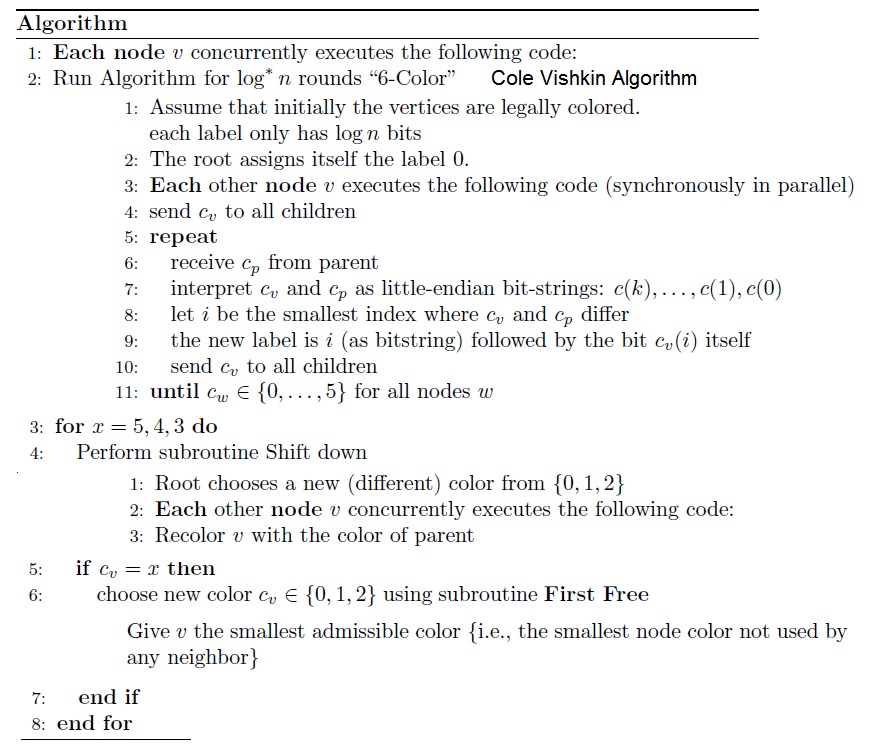 Algorithm
1: Each node v concurrently executes the following code:
2: Run Algorithm for log* n rounds “6-Color” Cole Vishkin Algorithm
1: Assume that initially the vertices are legally colored.
each label only has log n bits
2: The root assigns itself the label 0.
3: Each other node v executes the following code (synchronously in parallel)
4: send c_v to all children
5: repeat
6: receive c_p from parent
7: interpret c_v and c_p as little-endian bit-strings: c(k), . . . , c(1), c(0)
8: let i be the smallest index where c_v and c_p differ
9: the new label is i (as bitstring) followed by the bit c_v(i) itself
10: send c_v to all children
11: until c_w ∈ {0, . . . , 5} for all nodes w
3: for x = 5, 4, 3 do
4: Perform subroutine Shift down
1: Root chooses a new (different) color from {0, 1, 2}
2: Each other node v concurrently executes the following code:
3: Recolor v with the color of parent
5: if c_v = x then
6: choose new color c_v ∈ {0, 1, 2} using subroutine First Free
Give v the smallest admissible color {i.e., the smallest node color not used by
any neighbor}
7: end if
8: end for